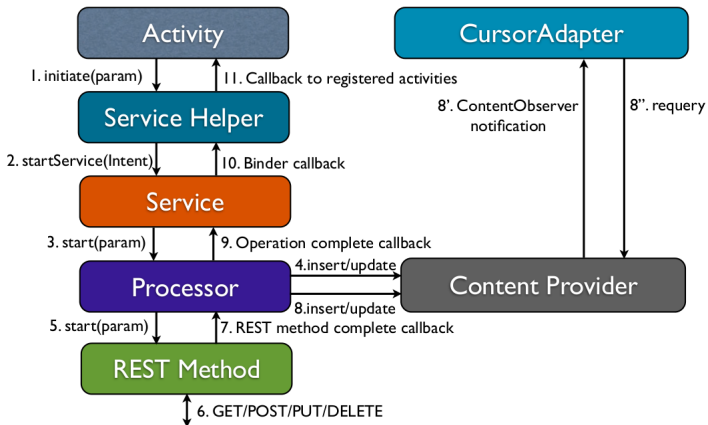 Activity
CursorAdapter
1. initiate(param)
11. Callback to registered activities
Service Helper
8'. ContentObserver
notification
8''. requery
2. startService(Intent)
10. Binder callback
Service
3. start(param)
9. Operation complete callback
4.insert/update
Processor
Content Provider
8.insert/update
5. start(param)
7. REST method complete callback
REST Method
6. GET/POST/PUT/DELETE